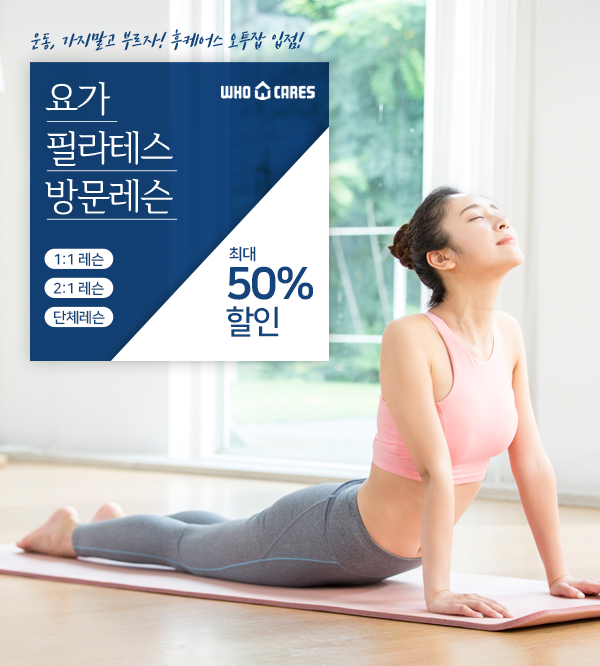 운동, 가지말고 부르자! 후케어스 오투잡 입점!
요가
WHO CARES
필라테스
방문레슨
1:1 레슨
2:1 레슨
단체레슨
최대
50%
할인